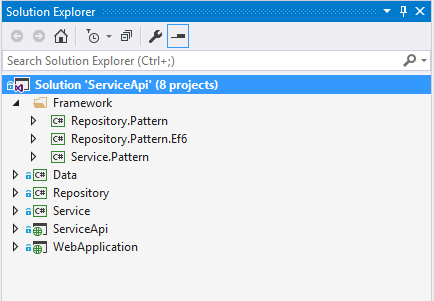 Solution Explorer
Search Solution Explorer (Ctrl+;)
Solution 'ServiceApi' (8 projects)
Framework
C# Repository.Pattern
C# Repository.Pattern.Ef6
C# Service.Pattern
C# Data
C# Repository
C# Service
ServiceApi
WebApplication